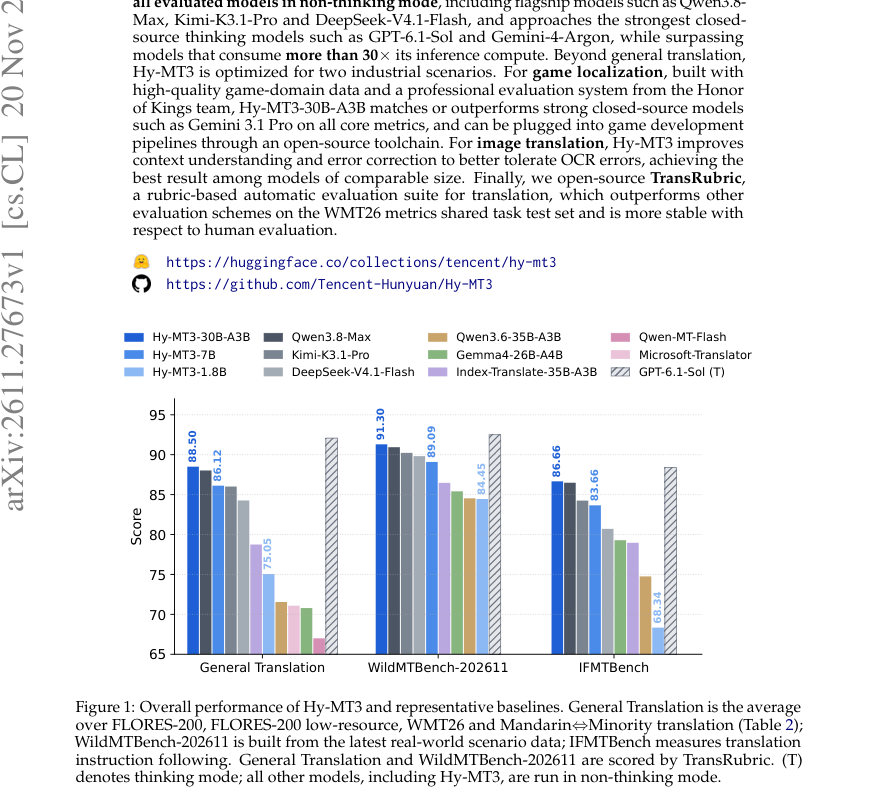 arXiv:2611.27673v1 [cs.CL] 20 Nov 2
all evaluated models in non-thinking mode, including flagship models such as Qwen3.8-
Max, Kimi-K3.1-Pro and DeepSeek-V4.1-Flash, and approaches the strongest closed-
source thinking models such as GPT-6.1-Sol and Gemini-4-Argon, while surpassing
models that consume more than 30× its inference compute. Beyond general translation,
Hy-MT3 is optimized for two industrial scenarios. For game localization, built with
high-quality game-domain data and a professional evaluation system from the Honor
of Kings team, Hy-MT3-30B-A3B matches or outperforms strong closed-source models
such as Gemini 3.1 Pro on all core metrics, and can be plugged into game development
pipelines through an open-source toolchain. For image translation, Hy-MT3 improves
context understanding and error correction to better tolerate OCR errors, achieving the
best result among models of comparable size. Finally, we open-source TransRubric,
a rubric-based automatic evaluation suite for translation, which outperforms other
evaluation schemes on the WMT26 metrics shared task test set and is more stable with
respect to human evaluation.
https://huggingface.co/collections/tencent/hy-mt3
https://github.com/Tencent-Hunyuan/Hy-MT3
Hy-MT3-30B-A3B Qwen3.8-Max Qwen3.6-35B-A3B Qwen-MT-Flash
Hy-MT3-7B Kimi-K3.1-Pro Gemma4-26B-A4B Microsoft-Translator
Hy-MT3-1.8B DeepSeek-V4.1-Flash Index-Translate-35B-A3B GPT-6.1-Sol (T)
Score
95
90
85
80
75
70
65
88.50
86.12
75.05
91.30
89.09
84.45
86.66
83.66
68.34
General Translation WildMTBench-202611 IFMTBench
Figure 1: Overall performance of Hy-MT3 and representative baselines. General Translation is the average
over FLORES-200, FLORES-200 low-resource, WMT26 and Mandarin⇔Minority translation (Table 2);
WildMTBench-202611 is built from the latest real-world scenario data; IFMTBench measures translation
instruction following. General Translation and WildMTBench-202611 are scored by TransRubric. (T)
denotes thinking mode; all other models, including Hy-MT3, are run in non-thinking mode.